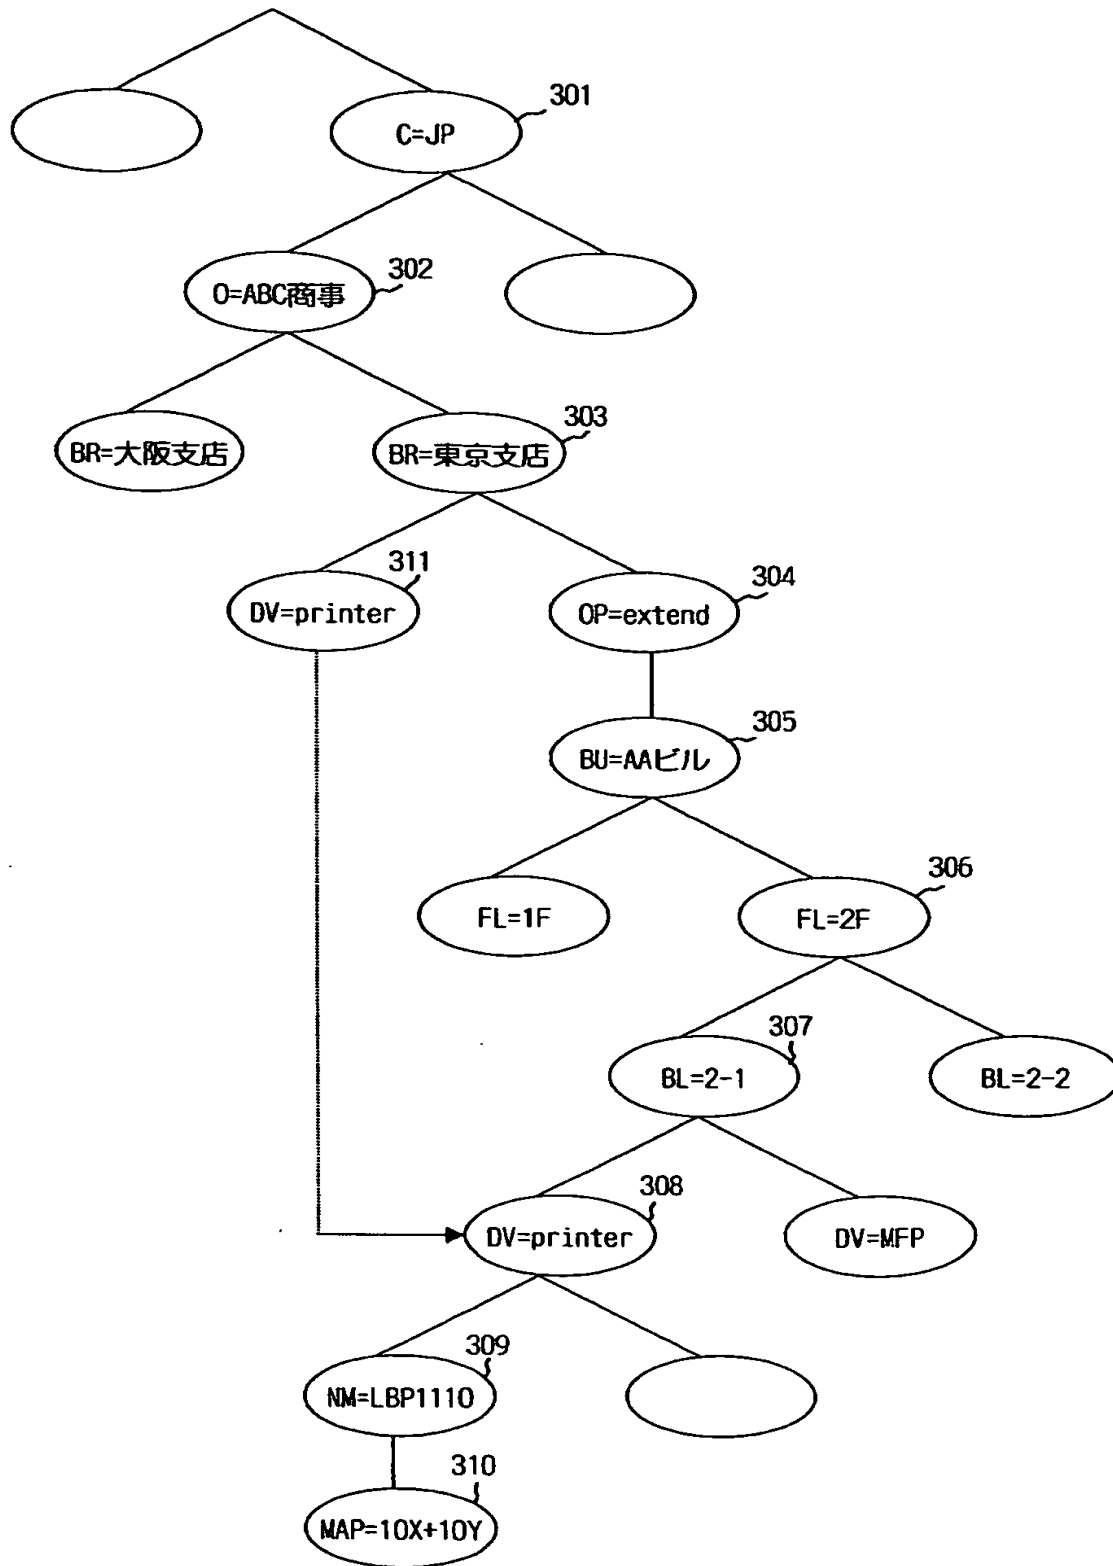 301
C=JP
302
O=ABC商事
303
BR=大阪支店
BR=東京支店
311
304
DV=printer
OP=extend
305
BU=AAビル
306
FL=1F
FL=2F
307
BL=2-1
BL=2-2
308
DV=printer
DV=MFP
309
NM=LBP1110
310
MAP=10X+10Y